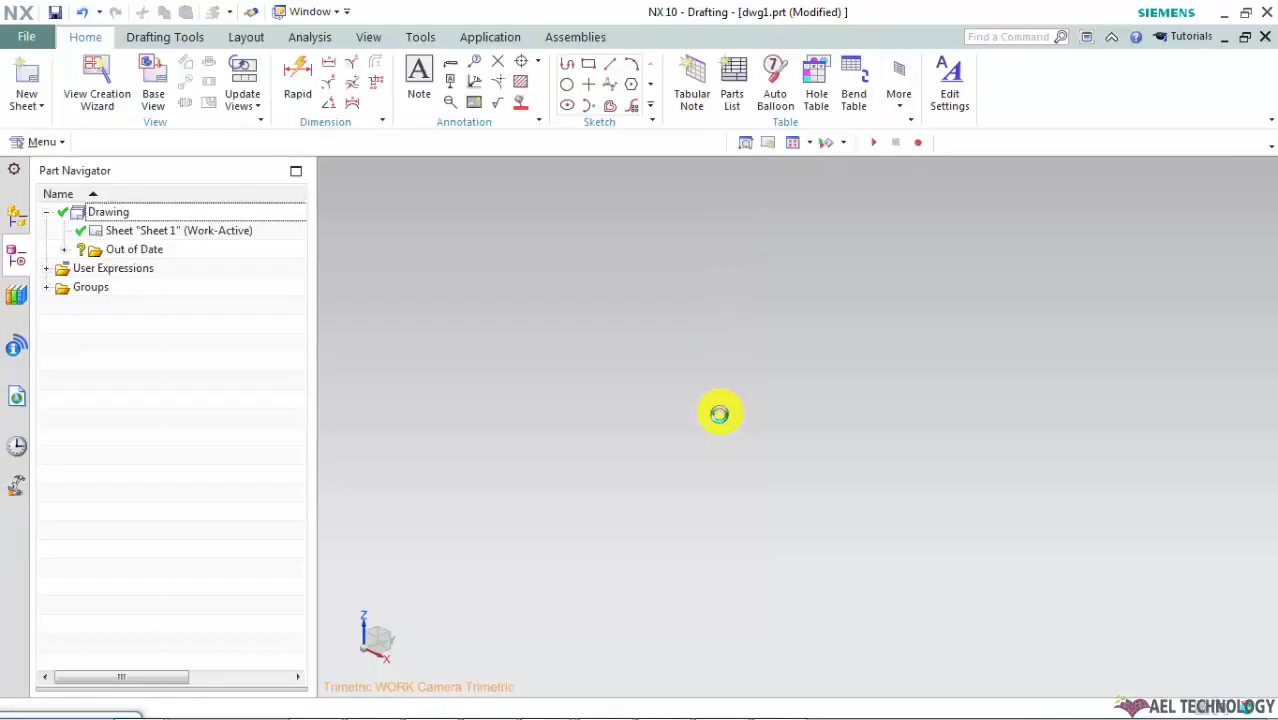 NX
Window
NX 10 - Drafting - [dwg1.prt (Modified) ]
SIEMENS
File
Home
Drafting Tools
Layout
Analysis
View
Tools
Application
Assemblies
Find a Command
Tutorials
New
Sheet
View Creation
Wizard
Base
View
Update
Views
View
Rapid
Dimension
Note
Annotation
Sketch
Tabular
Note
Parts
List
Auto
Balloon
Hole
Table
Bend
Table
Table
More
Edit
Settings
Menu
Part Navigator
Name
Drawing
Sheet "Sheet 1" (Work-Active)
Out of Date
User Expressions
Groups
Z
Y
X
Trimetric WORK Camera Trimetric
AEL TECHNOLOGY